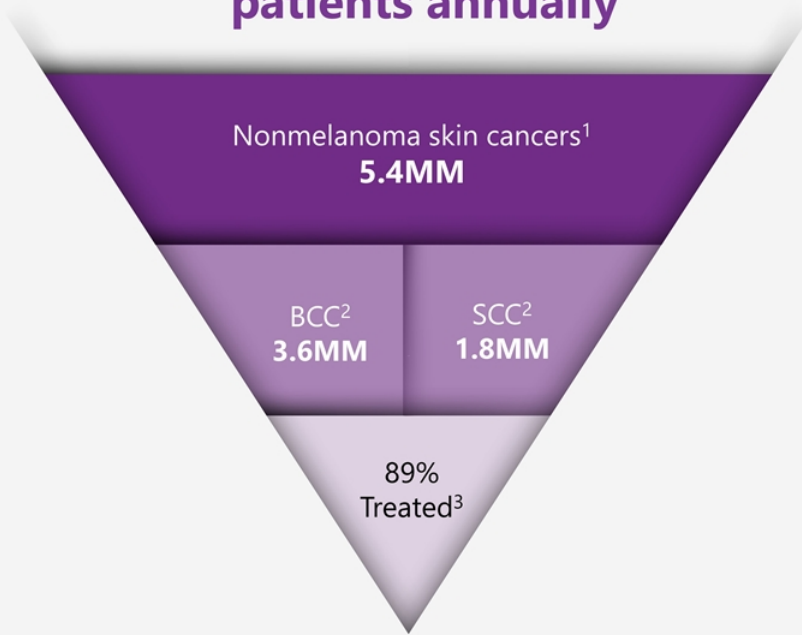 patients annually
Nonmelanoma skin cancers¹
5.4MM
BCC²
3.6MM
SCC²
1.8MM
89%
Treated³